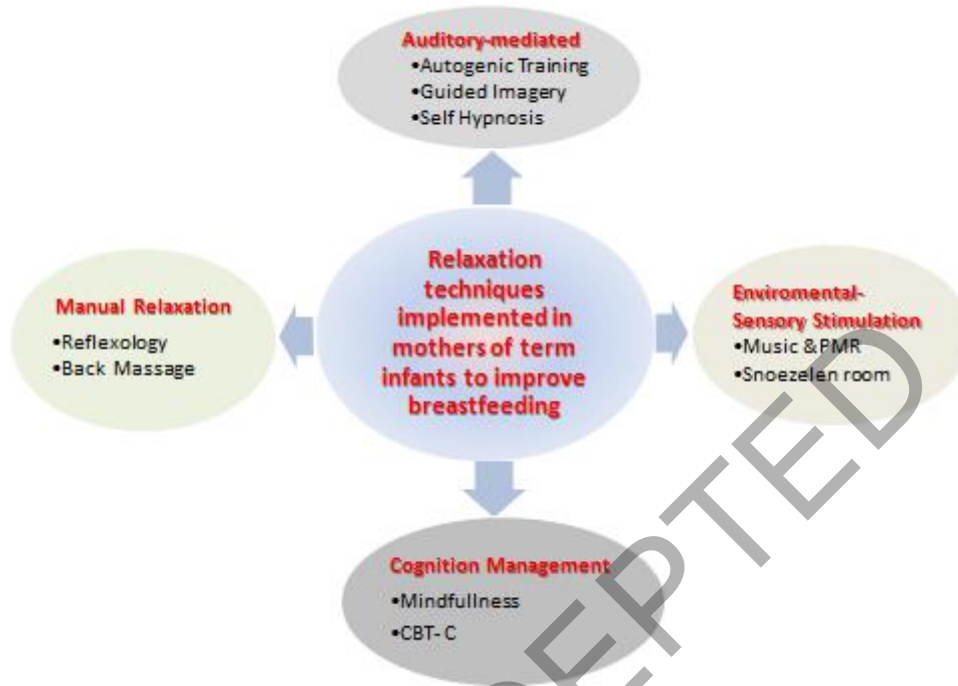 Auditory-mediated
•Autogenic Training
•Guided Imagery
•Self Hypnosis
Relaxation
techniques
implemented in
mothers of term
infants to improve
breastfeeding
Manual Relaxation
•Reflexology
•Back Massage
Enviromental-
Sensory Stimulation
•Music &PMR
•Snoezelen room
Cognition Management
•Mindfullness
•CBT- C
EPTED